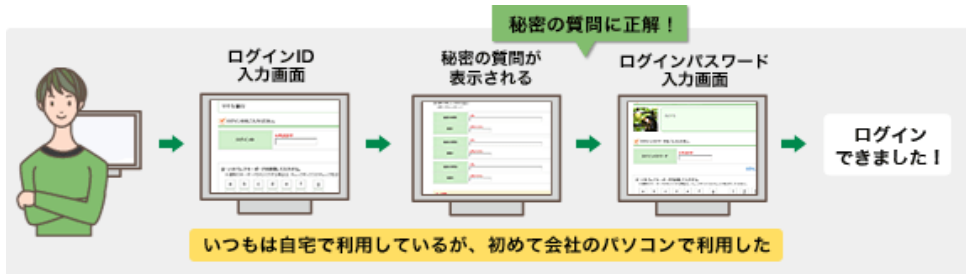 秘密の質問に正解！
ログインID
入力画面
秘密の質問が
表示される
ログインパスワード
入力画面
ログイン
できました！
いつもは自宅で利用しているが、初めて会社のパソコンで利用した